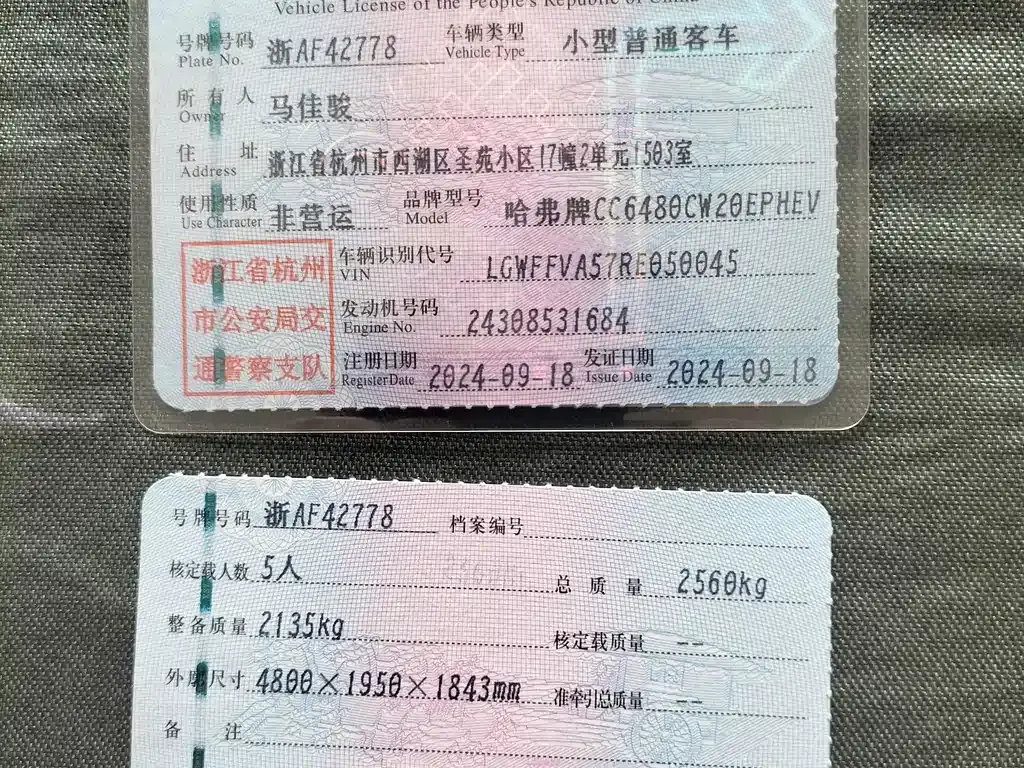 Vehicle License of the People's Republic of China
号牌号码 浙AF42778 车辆类型 小型普通客车
Plate No. Vehicle Type
所有人 马佳骏
Owner
住址 浙江省杭州市西湖区圣苑小区17幢2单元1503室
Address
使用性质 非营运 品牌型号 哈弗牌CC6480CW20EPHEV
Use Character Model
浙江省杭州
市公安局交
通警察支队
车辆识别代号 LGWFFVA57RE050045
VIN
发动机号码 24308531684
Engine No.
注册日期 2024-09-18 发证日期 2024-09-18
Register Date Issue Date
号牌号码 浙AF42778 档案编号
核定载人数 5人 总质量 2560kg
整备质量 2135kg 核定载质量 --
外廓尺寸 4800×1950×1843mm 准牵引总质量 --
备注